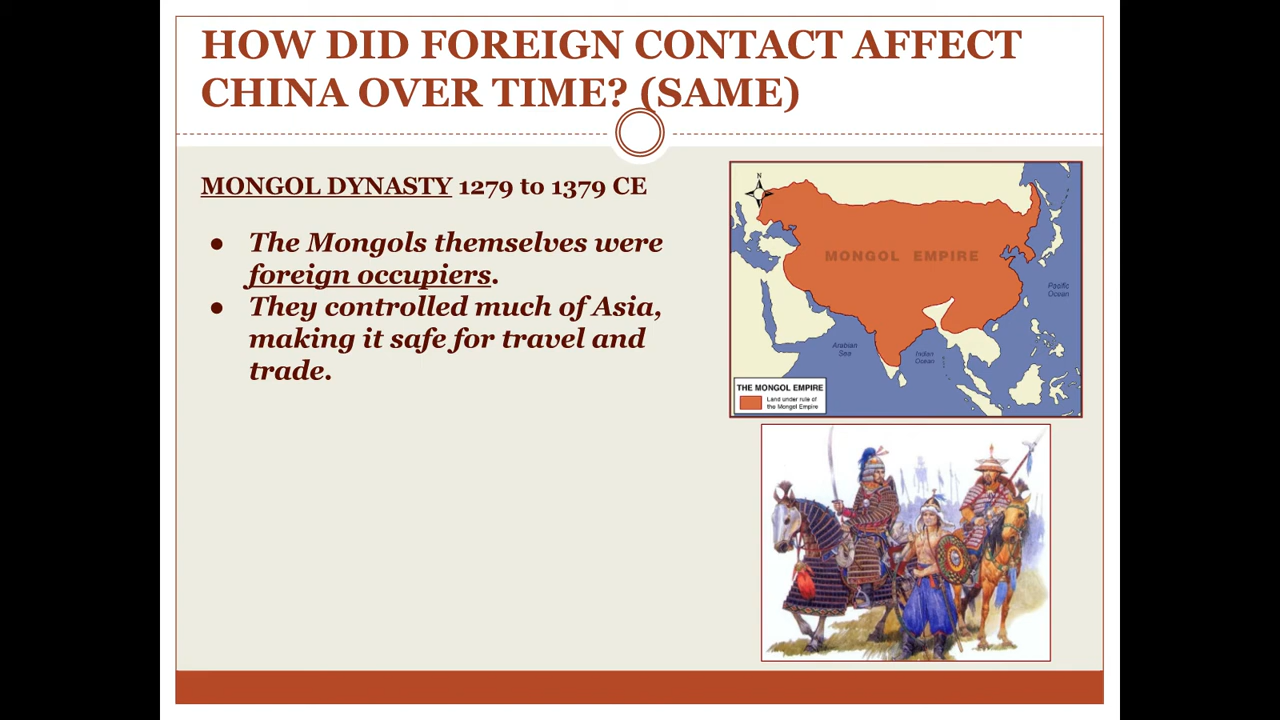 HOW DID FOREIGN CONTACT AFFECT
CHINA OVER TIME? (SAME)
MONGOL DYNASTY 1279 to 1379 CE
● The Mongols themselves were
foreign occupiers.
● They controlled much of Asia,
making it safe for travel and
trade.
N
MONGOL EMPIRE
Pacific
Ocean
Arabian
Sea
Indian
Ocean
THE MONGOL EMPIRE
Land under rule of
the Mongol Empire